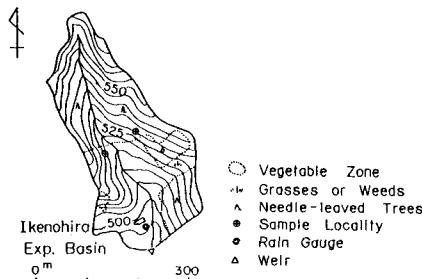 550
525
500
Ikenohira
Exp. Basin
0 m 300
Vegetable Zone
Grasses or Weeds
Needle-leaved Trees
Sample Locality
Rain Gauge
Weir